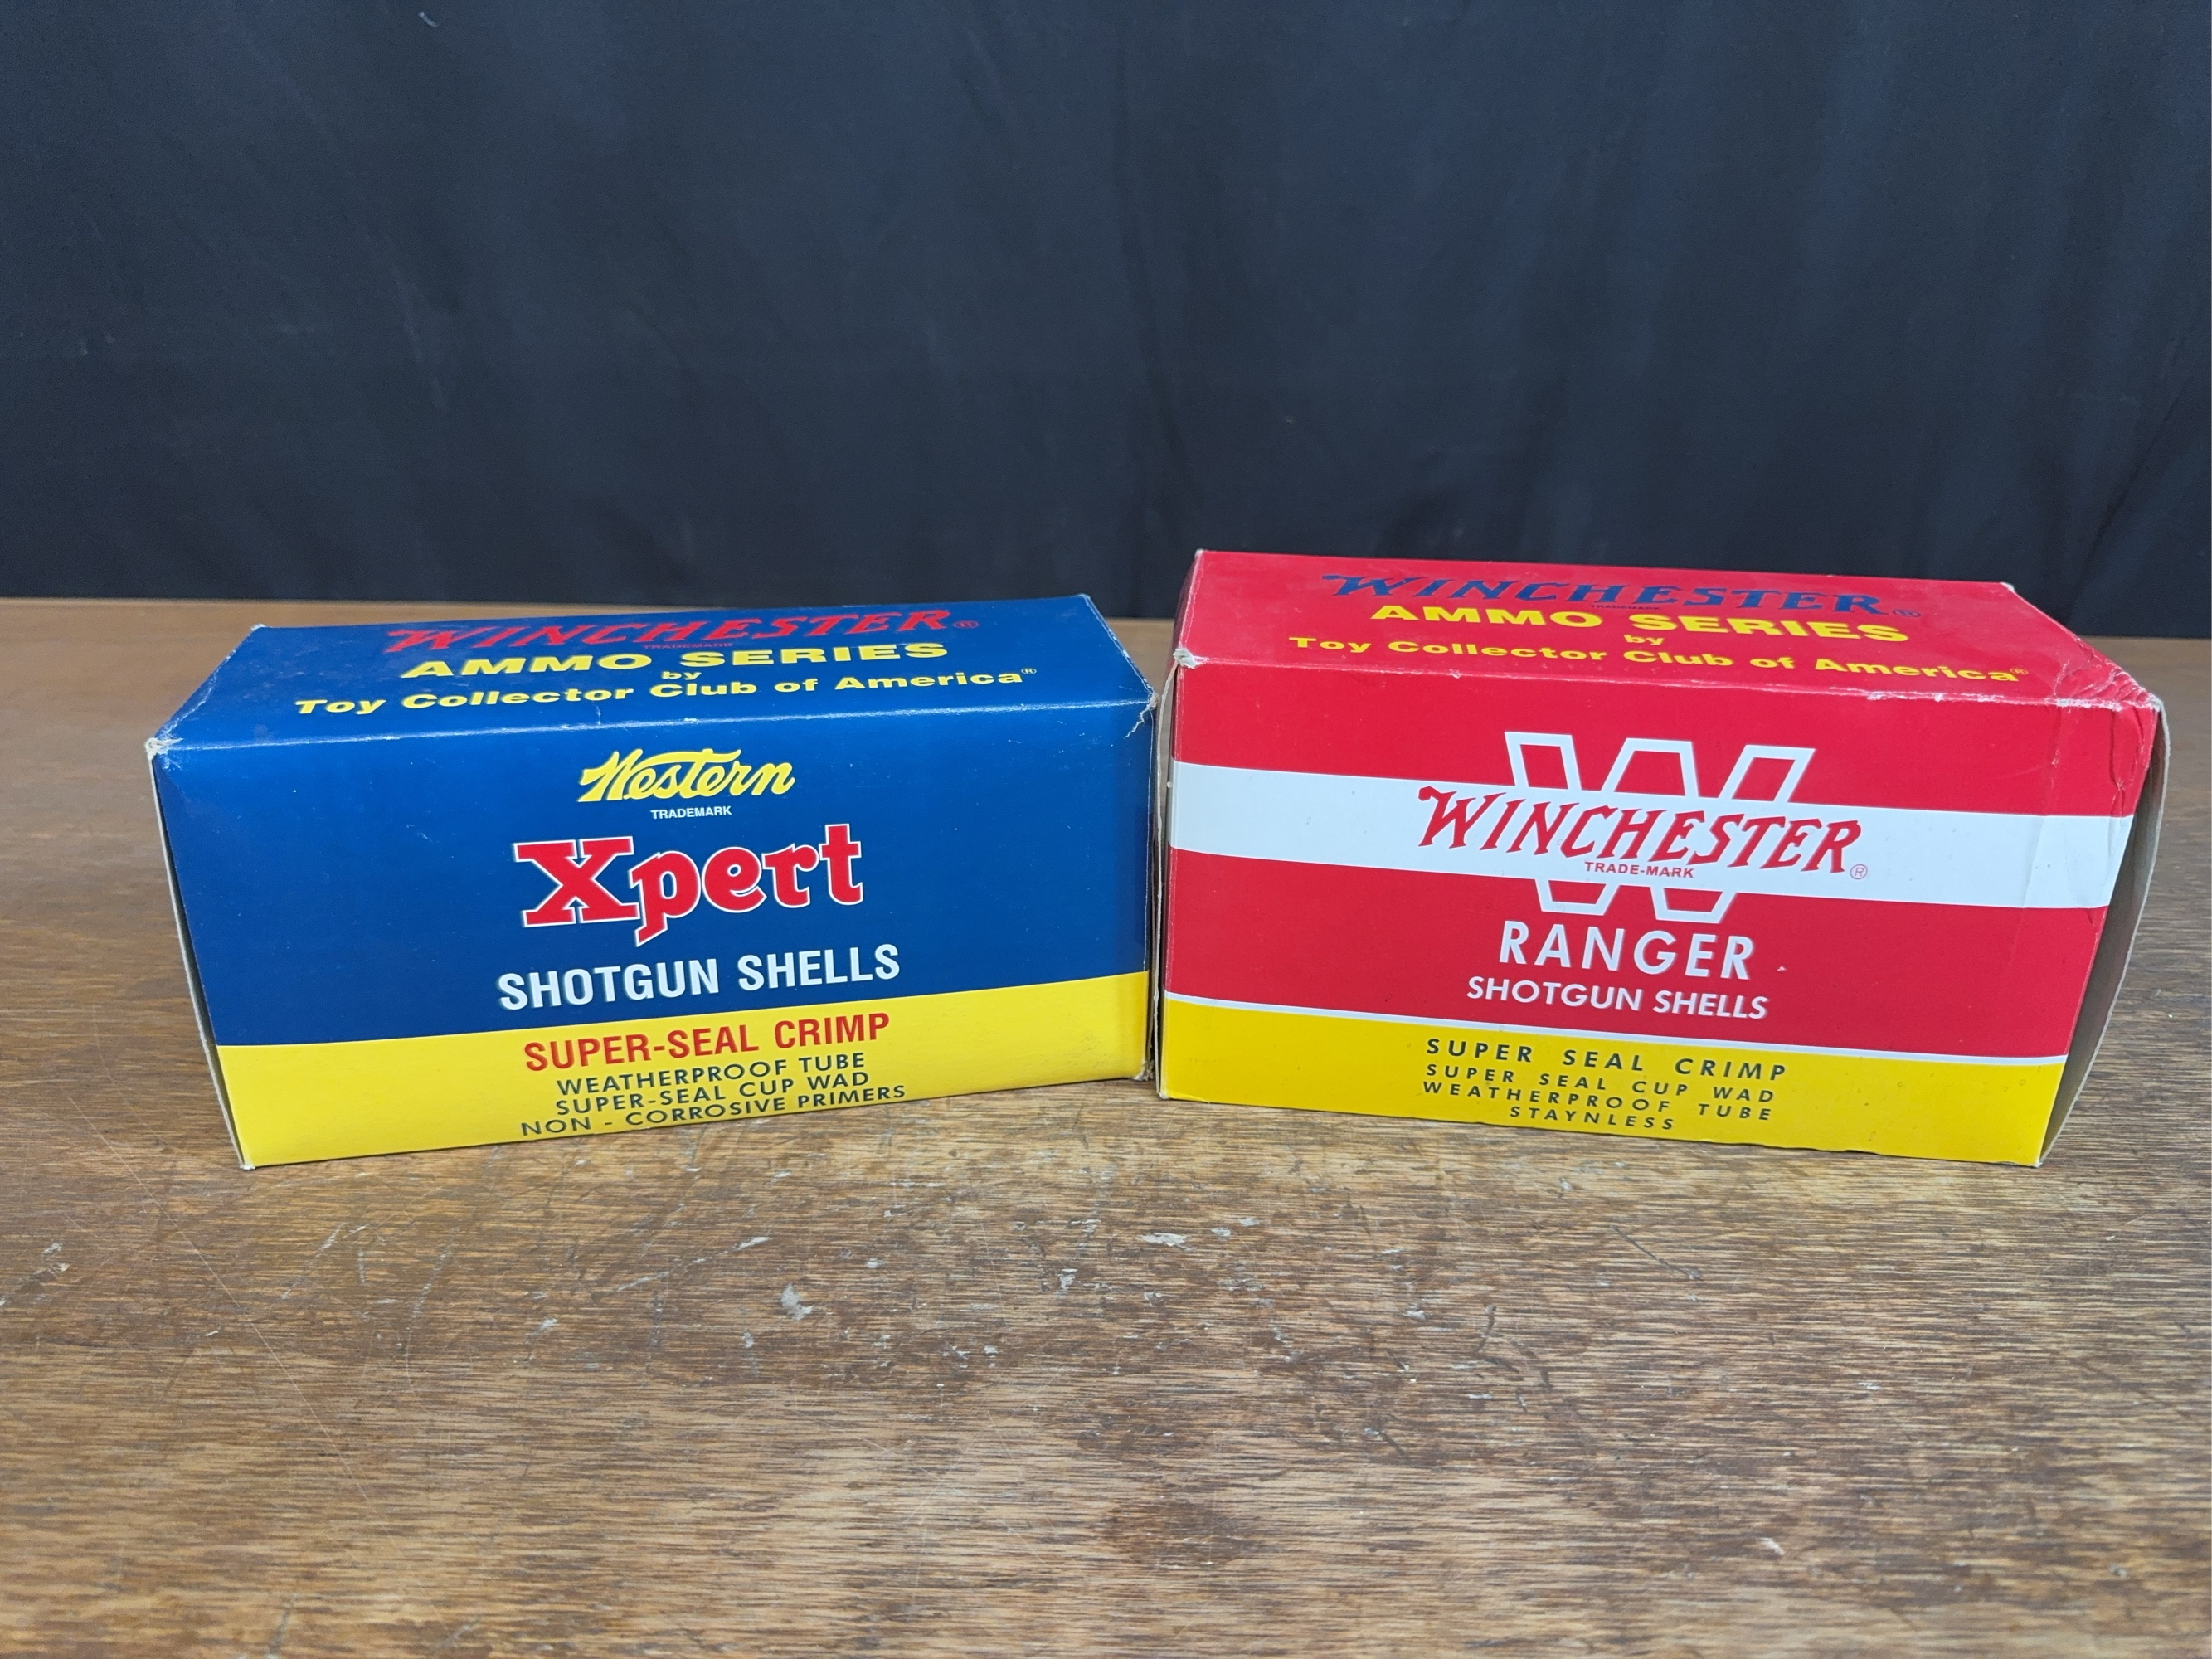 WINCHESTER®
TRADEMARK
AMMO SERIES
by
Toy Collector Club of America®
Western
TRADEMARK
Xpert
SHOTGUN SHELLS
SUPER-SEAL CRIMP
WEATHERPROOF TUBE
SUPER-SEAL CUP WAD
NON - CORROSIVE PRIMERS
WINCHESTER®
TRADEMARK
AMMO SERIES
by
Toy Collector Club of America®
W
WINCHESTER®
TRADE-MARK
RANGER
SHOTGUN SHELLS
SUPER SEAL CRIMP
SUPER SEAL CUP WAD
WEATHERPROOF TUBE
STAYNLESS